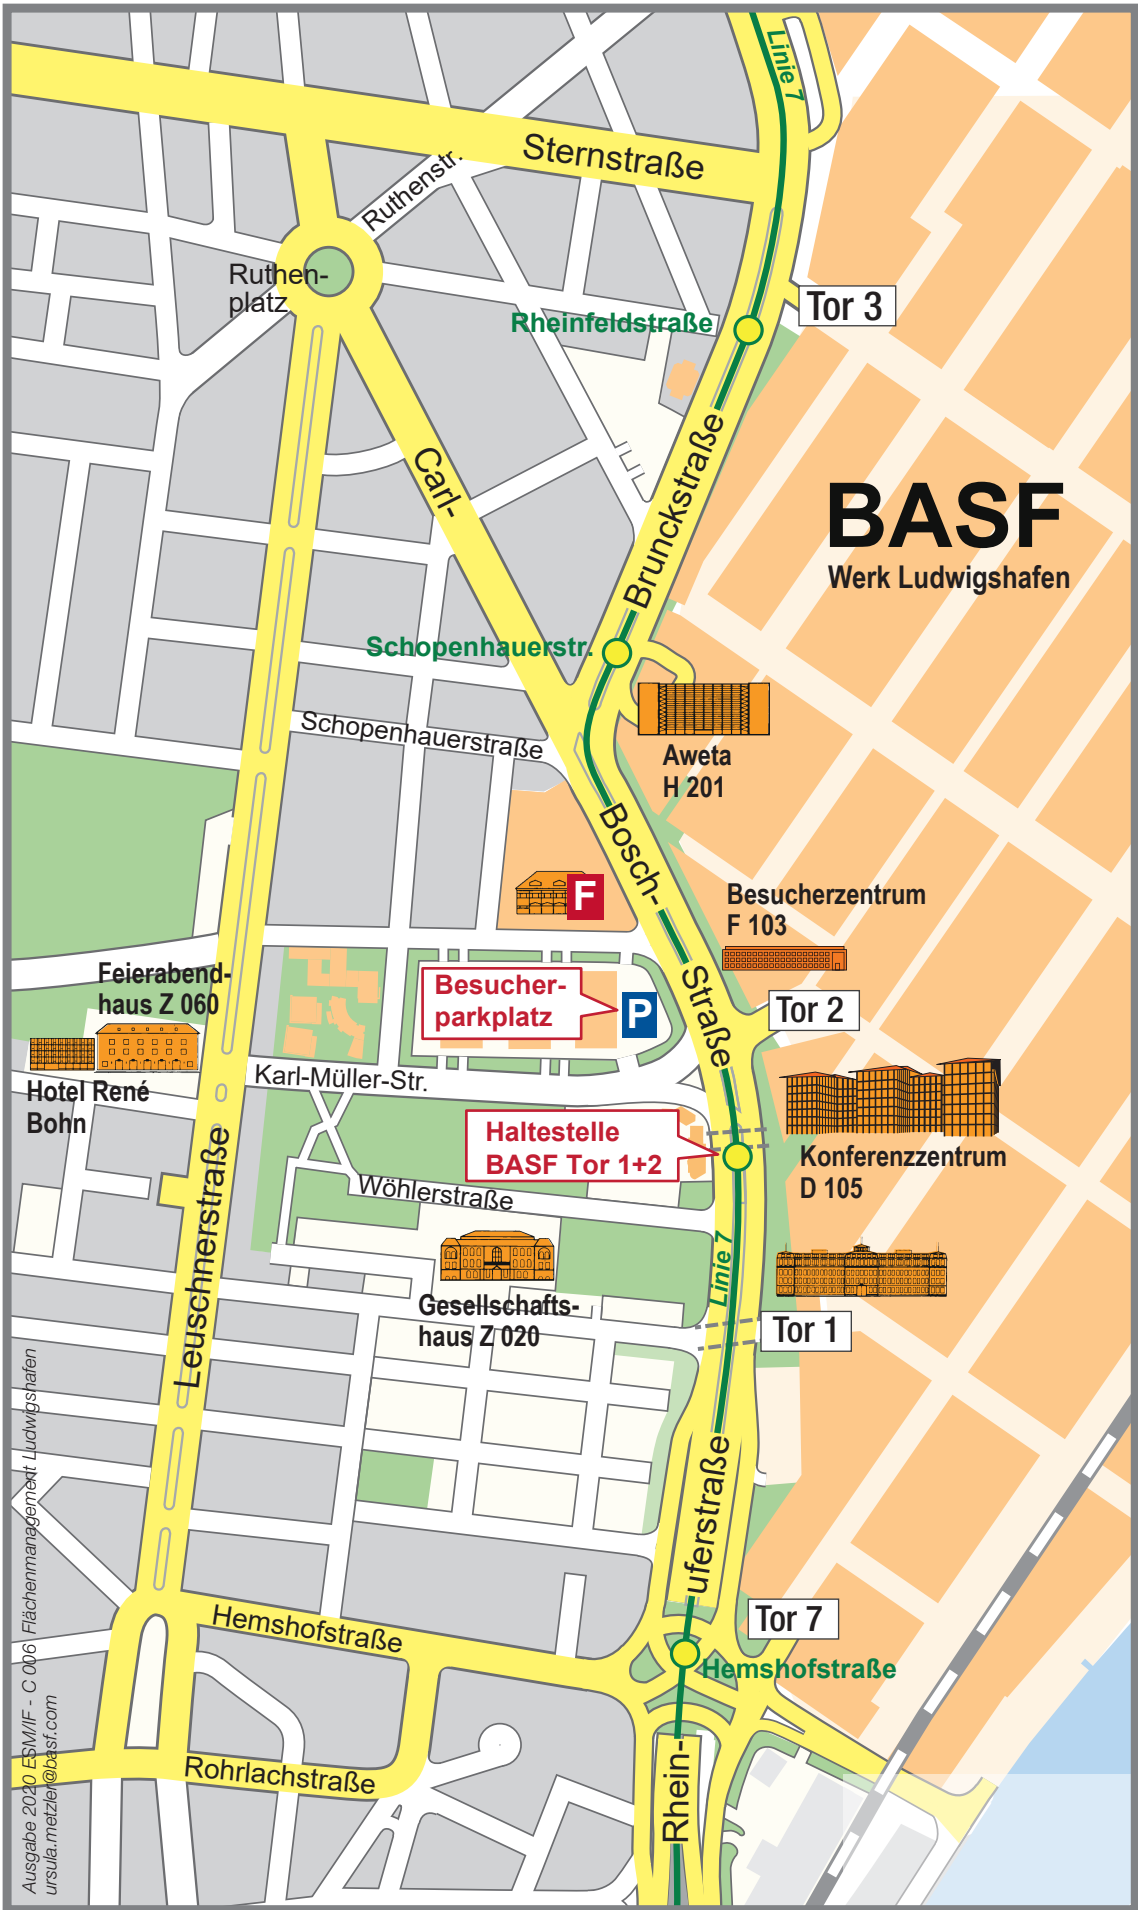 Linie 7
Sternstraße
Ruthenstr.
Ruthen-
platz
Tor 3
Rheinfeldstraße
Carl-
Brunckstraße
BASF
Werk Ludwigshafen
Schopenhauerstr.
Schopenhauerstraße
Aweta
H 201
Bosch-
F
Besucherzentrum
F 103
Feierabend-
haus Z 060
Besucher-
parkplatz
P
Straße
Tor 2
Hotel René
Bohn
Karl-Müller-Str.
Haltestelle
BASF Tor 1+2
Konferenzzentrum
D 105
Wöhlerstraße
Leuschnerstraße
Linie 7
Gesellschafts-
haus Z 020
Tor 1
uferstraße
Hemshofstraße
Tor 7
Hemshofstraße
Rohrlachstraße
Rhein-
Ausgabe 2020 ESM/IF - C 006 Flächenmanagement Ludwigshafen
ursula.metzler@basf.com